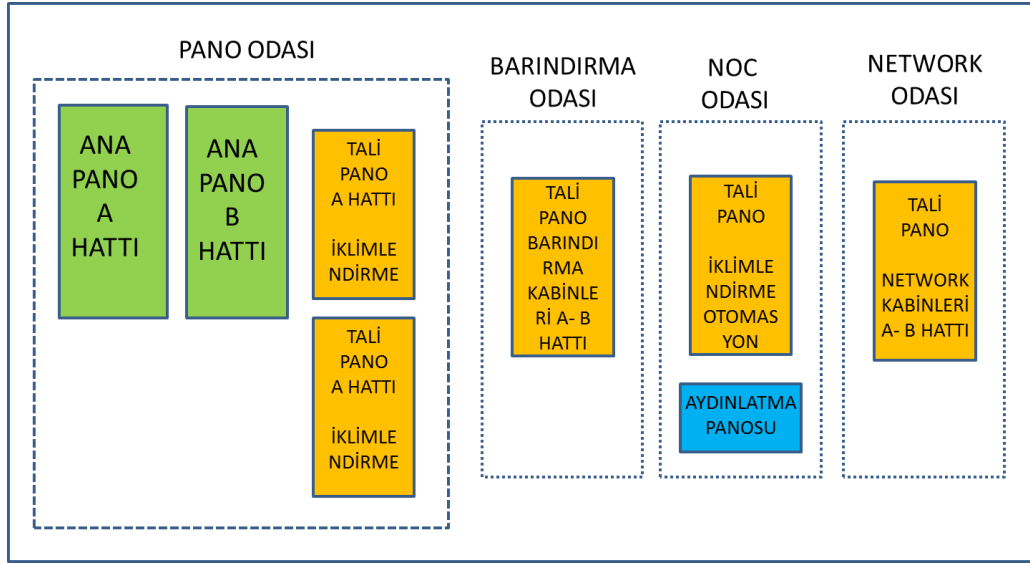 PANO ODASI
ANA
PANO
A
HATTI
ANA
PANO
B
HATTI
TALİ
PANO
A HATTI
İKLİMLE
NDİRME
TALİ
PANO
A HATTI
İKLİMLE
NDİRME
BARINDIRMA
ODASI
TALİ
PANO
BARINDI
RMA
KABİNLE
Rİ A- B
HATTI
NOC
ODASI
TALİ
PANO
İKLİMLE
NDİRME
OTOMAS
YON
AYDINLATMA
PANOSU
NETWORK
ODASI
TALİ
PANO
NETWORK
KABİNLERİ
A- B HATTI